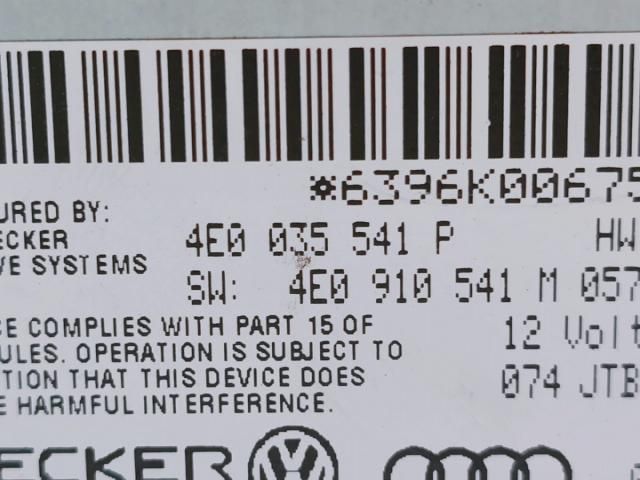 *6396K00675
URED BY:
ECKER
4E0 035 541 P HW
VE SYSTEMS
SW: 4E0 910 541 M 057
CE COMPLIES WITH PART 15 OF
12 Volt
ULES. OPERATION IS SUBJECT TO
TION THAT THIS DEVICE DOES
074 JTB
E HARMFUL INTERFERENCE.
ECKER